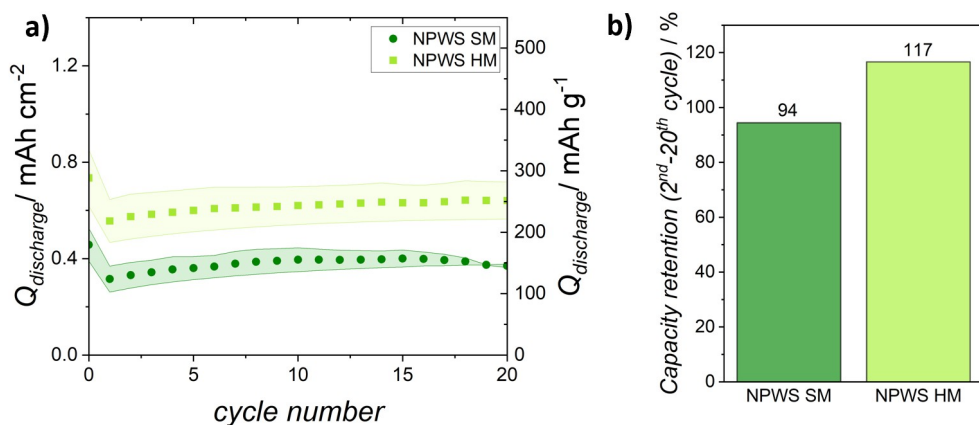 a)
NPWS SM
NPWS HM
Q_discharge/ mAh cm⁻²
1.2
0.8
0.4
0.0
500
400
300
200
100
0
Q_discharge/ mAh g⁻¹
0 5 10 15 20
cycle number
b)
Capacity retention (2ⁿᵈ-20ᵗʰ cycle) / %
120
100
80
60
40
20
0
94
117
NPWS SM NPWS HM